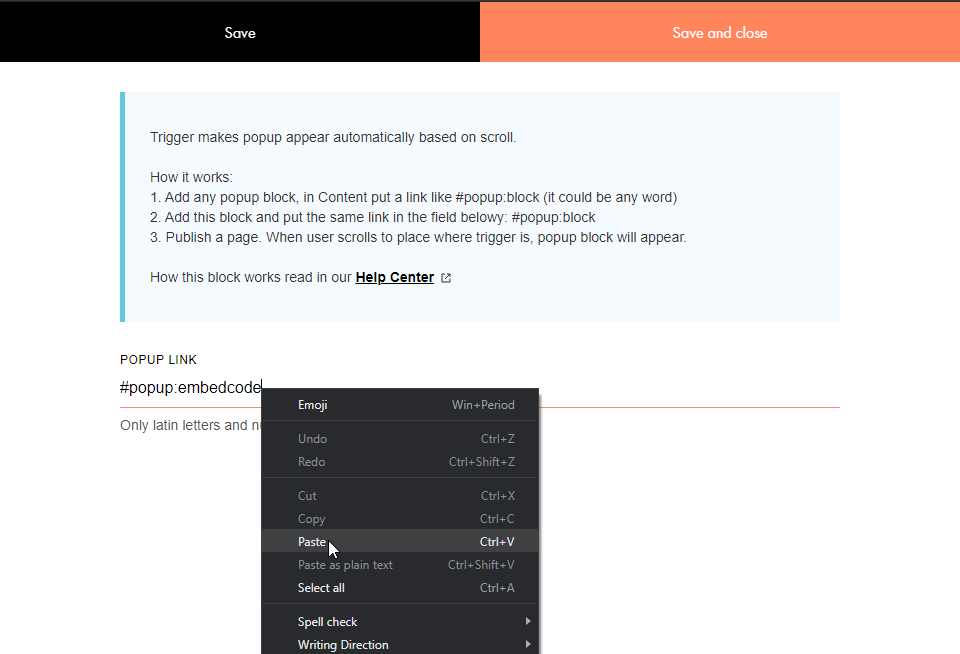 Save
Save and close
Trigger makes popup appear automatically based on scroll.
How it works:
1. Add any popup block, in Content put a link like #popup:block (it could be any word)
2. Add this block and put the same link in the field belowy: #popup:block
3. Publish a page. When user scrolls to place where trigger is, popup block will appear.
How this block works read in our Help Center
POPUP LINK
#popup:embedcode
Only latin letters and
Emoji Win+Period
Undo Ctrl+Z
Redo Ctrl+Shift+Z
Cut Ctrl+X
Copy Ctrl+C
Paste Ctrl+V
Paste as plain text Ctrl+Shift+V
Select all Ctrl+A
Spell check
Writing Direction